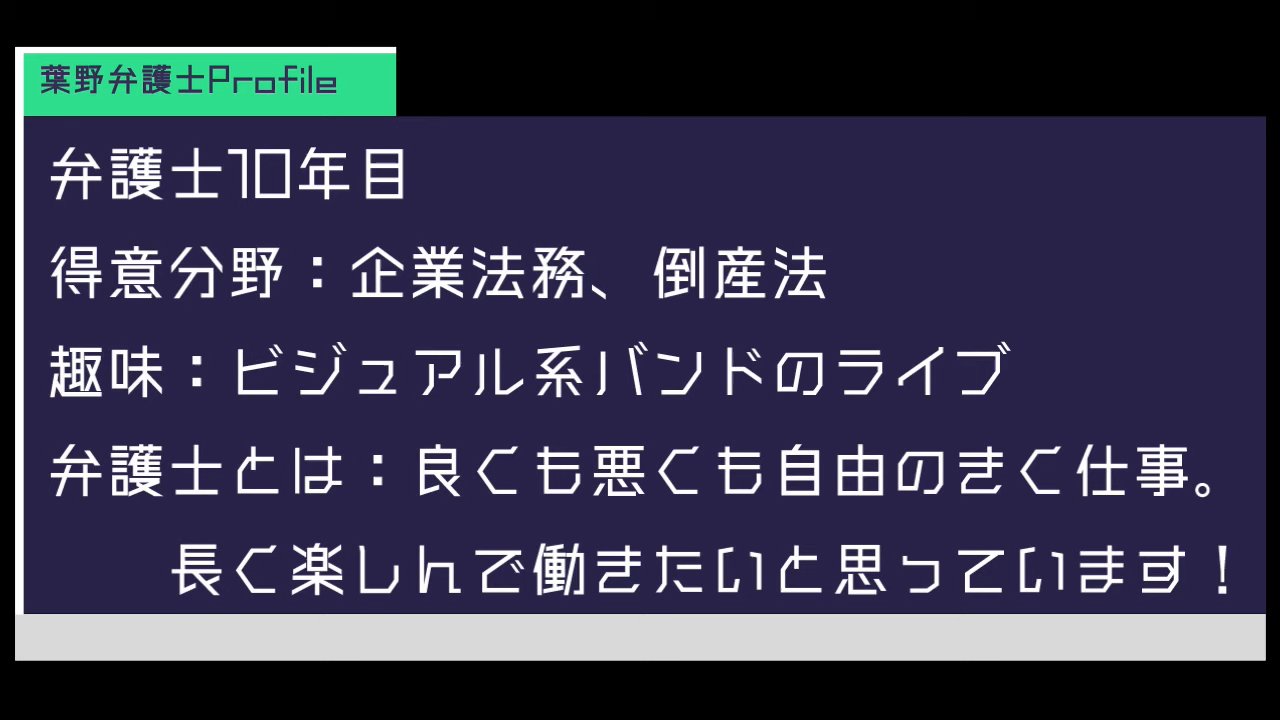 葉野弁護士Profile
弁護士10年目
得意分野：企業法務、倒産法
趣味：ビジュアル系バンドのライブ
弁護士とは：良くも悪くも自由のきく仕事。
長く楽しんで働きたいと思っています！